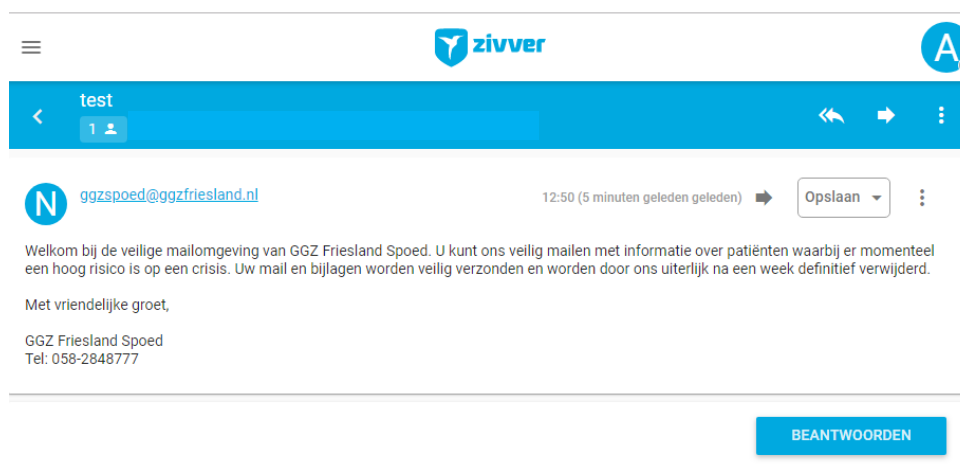 zivver
A
test
1
N
ggzspoed@ggzfriesland.nl
12:50 (5 minuten geleden geleden)
Opslaan
Welkom bij de veilige mailomgeving van GGZ Friesland Spoed. U kunt ons veilig mailen met informatie over patiënten waarbij er momenteel
een hoog risico is op een crisis. Uw mail en bijlagen worden veilig verzonden en worden door ons uiterlijk na een week definitief verwijderd.
Met vriendelijke groet,
GGZ Friesland Spoed
Tel: 058-2848777
BEANTWOORDEN